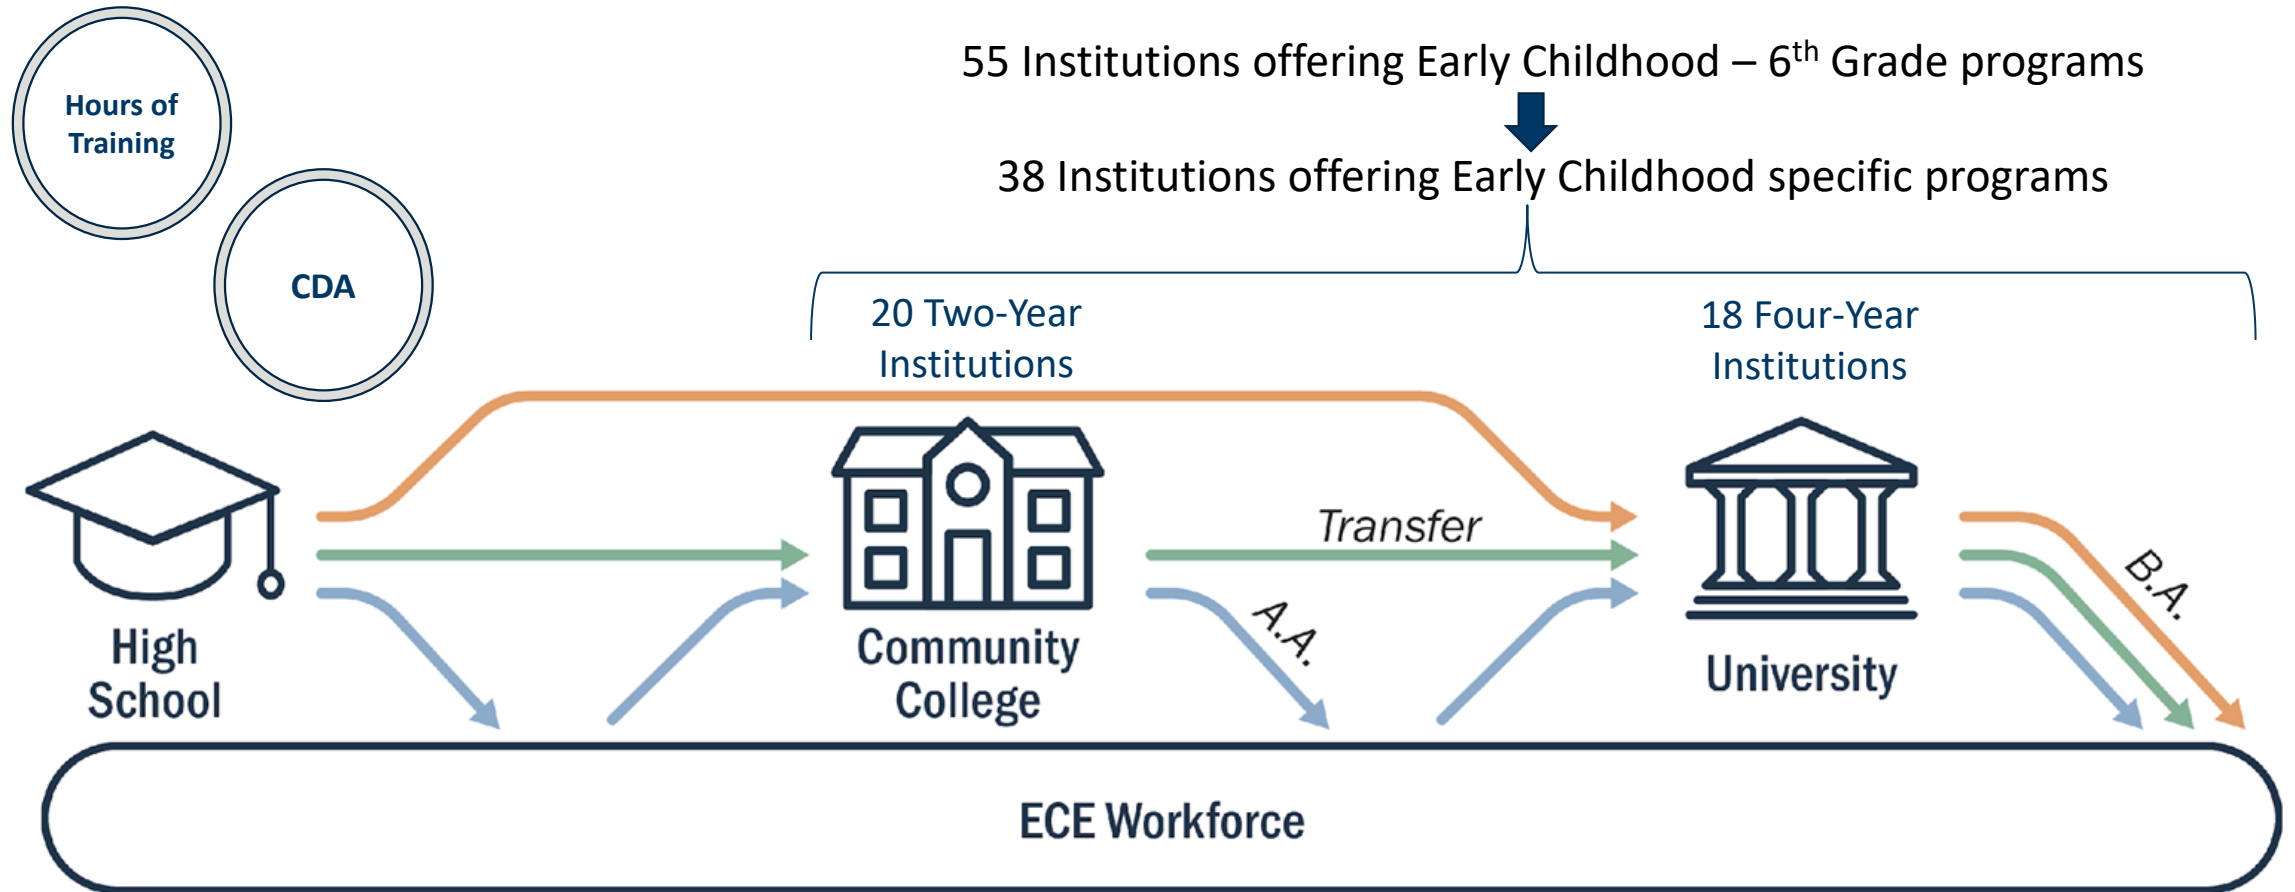 55 Institutions offering Early Childhood – 6th Grade programs
Hours of
Training
38 Institutions offering Early Childhood specific programs
CDA
20 Two-Year
Institutions
18 Four-Year
Institutions
Transfer
A.A.
B.A.
High
School
Community
College
University
ECE Workforce